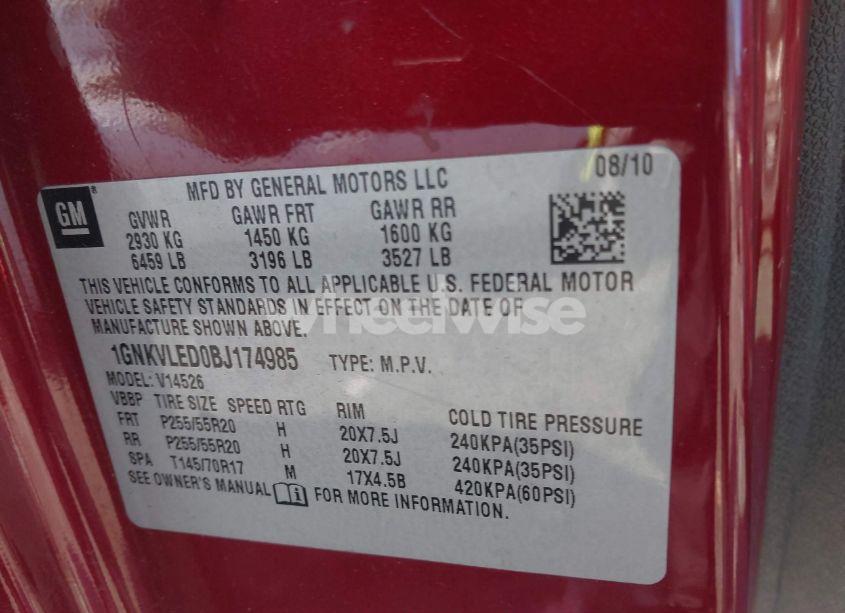 GM
®
MFD BY GENERAL MOTORS LLC
08/10
GVWR GAWR FRT GAWR RR
2930 KG 1450 KG 1600 KG
6459 LB 3196 LB 3527 LB
THIS VEHICLE CONFORMS TO ALL APPLICABLE U.S. FEDERAL MOTOR
VEHICLE SAFETY STANDARDS IN EFFECT ON THE DATE OF
MANUFACTURE SHOWN ABOVE.
wheelwise
1GNKVLED0BJ174985 TYPE: M.P.V.
MODEL: V14526
VBBP TIRE SIZE SPEED RTG RIM COLD TIRE PRESSURE
FRT P255/55R20 H 20X7.5J 240KPA(35PSI)
RR P255/55R20 H 20X7.5J 240KPA(35PSI)
SPA T145/70R17 M 17X4.5B 420KPA(60PSI)
SEE OWNER'S MANUAL i FOR MORE INFORMATION.